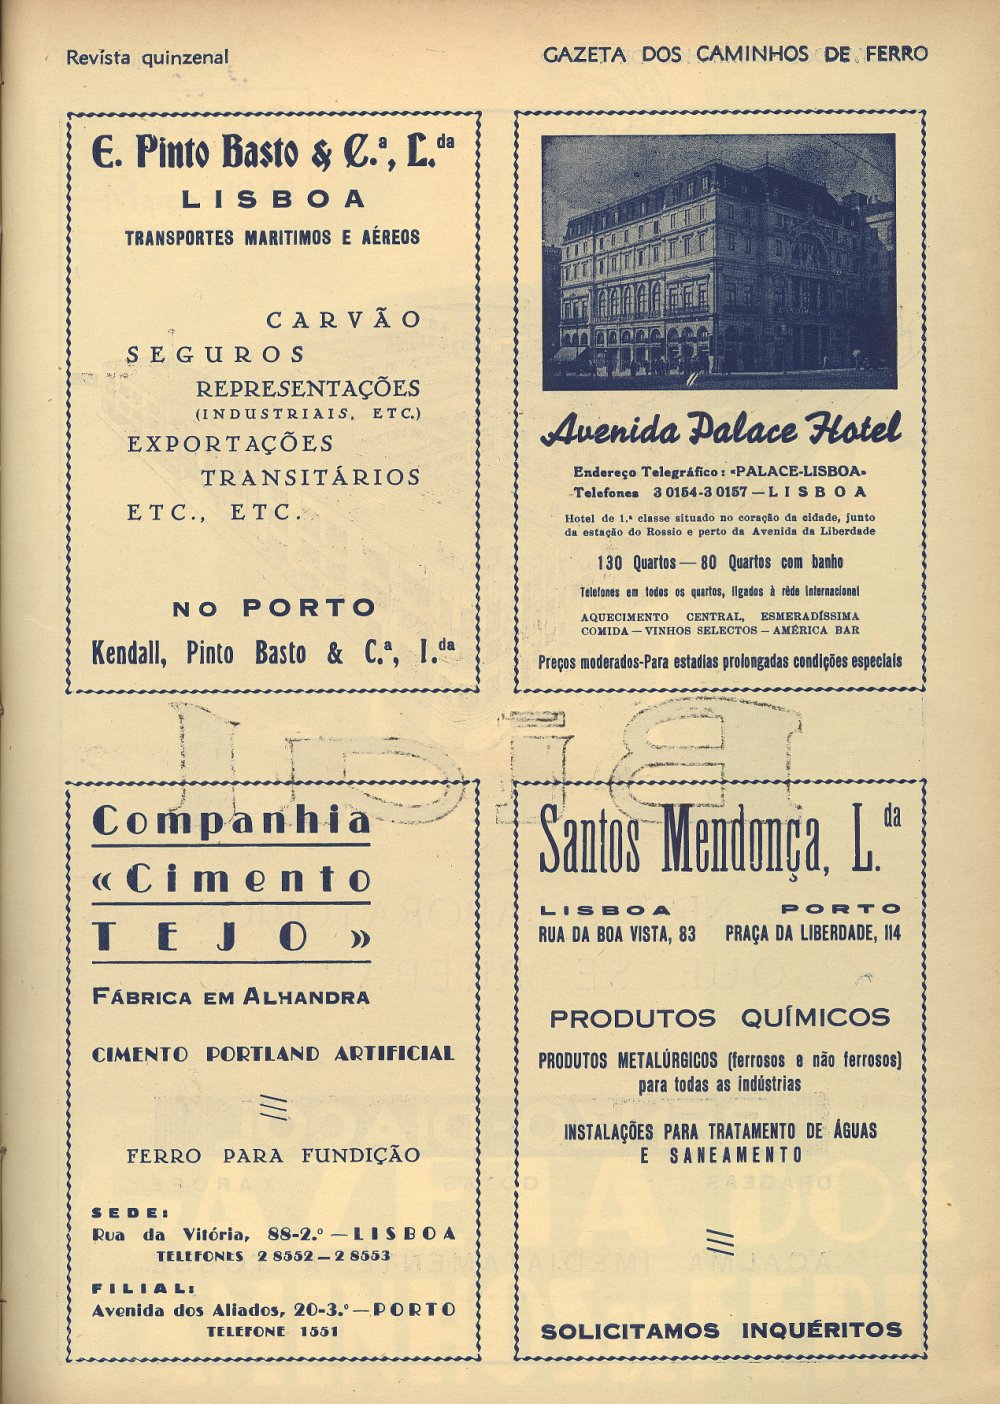 Revista quinzenal
GAZETA DOS CAMINHOS DE FERRO
E. Pinto Basto & C.ª, L.da
LISBOA
TRANSPORTES MARITIMOS E AÉREOS
CARVÃO
SEGUROS
REPRESENTAÇÕES
(INDUSTRIAIS, ETC.)
EXPORTAÇÕES
TRANSITÁRIOS
ETC., ETC.
NO PORTO
Kendall, Pinto Basto & C.ª, l.da
Avenida Palace Hotel
Endereço Telegráfico: «PALACE-LISBOA»
Telefones 3 0154-3 0157 — LISBOA
Hotel de 1.ª classe situado no coração da cidade, junto
da estação do Rossio e perto da Avenida da Liberdade
130 Quartos — 80 Quartos com banho
Telefones em todos os quartos, ligados à rêde Internacional
AQUECIMENTO CENTRAL, ESMERADÍSSIMA
COMIDA — VINHOS SELECTOS — AMÉRICA BAR
Preços moderados-Para estadias prolongadas condições especiais
Companhia
«Cimento
TEJO»
FÁBRICA EM ALHANDRA
CIMENTO PORTLAND ARTIFICIAL
FERRO PARA FUNDIÇÃO
SEDE:
Rua da Vitória, 88-2.º — LISBOA
TELEFONES 2 8552 — 2 8553
FILIAL:
Avenida dos Aliados, 20-3.º — PORTO
TELEFONE 1551
Santos Mendonça, L.da
LISBOA PORTO
RUA DA BOA VISTA, 83 PRAÇA DA LIBERDADE, 114
PRODUTOS QUÍMICOS
PRODUTOS METALÚRGICOS (ferrosos e não ferrosos)
para todas as indústrias
INSTALAÇÕES PARA TRATAMENTO DE ÁGUAS
E SANEAMENTO
SOLICITAMOS INQUÉRITOS